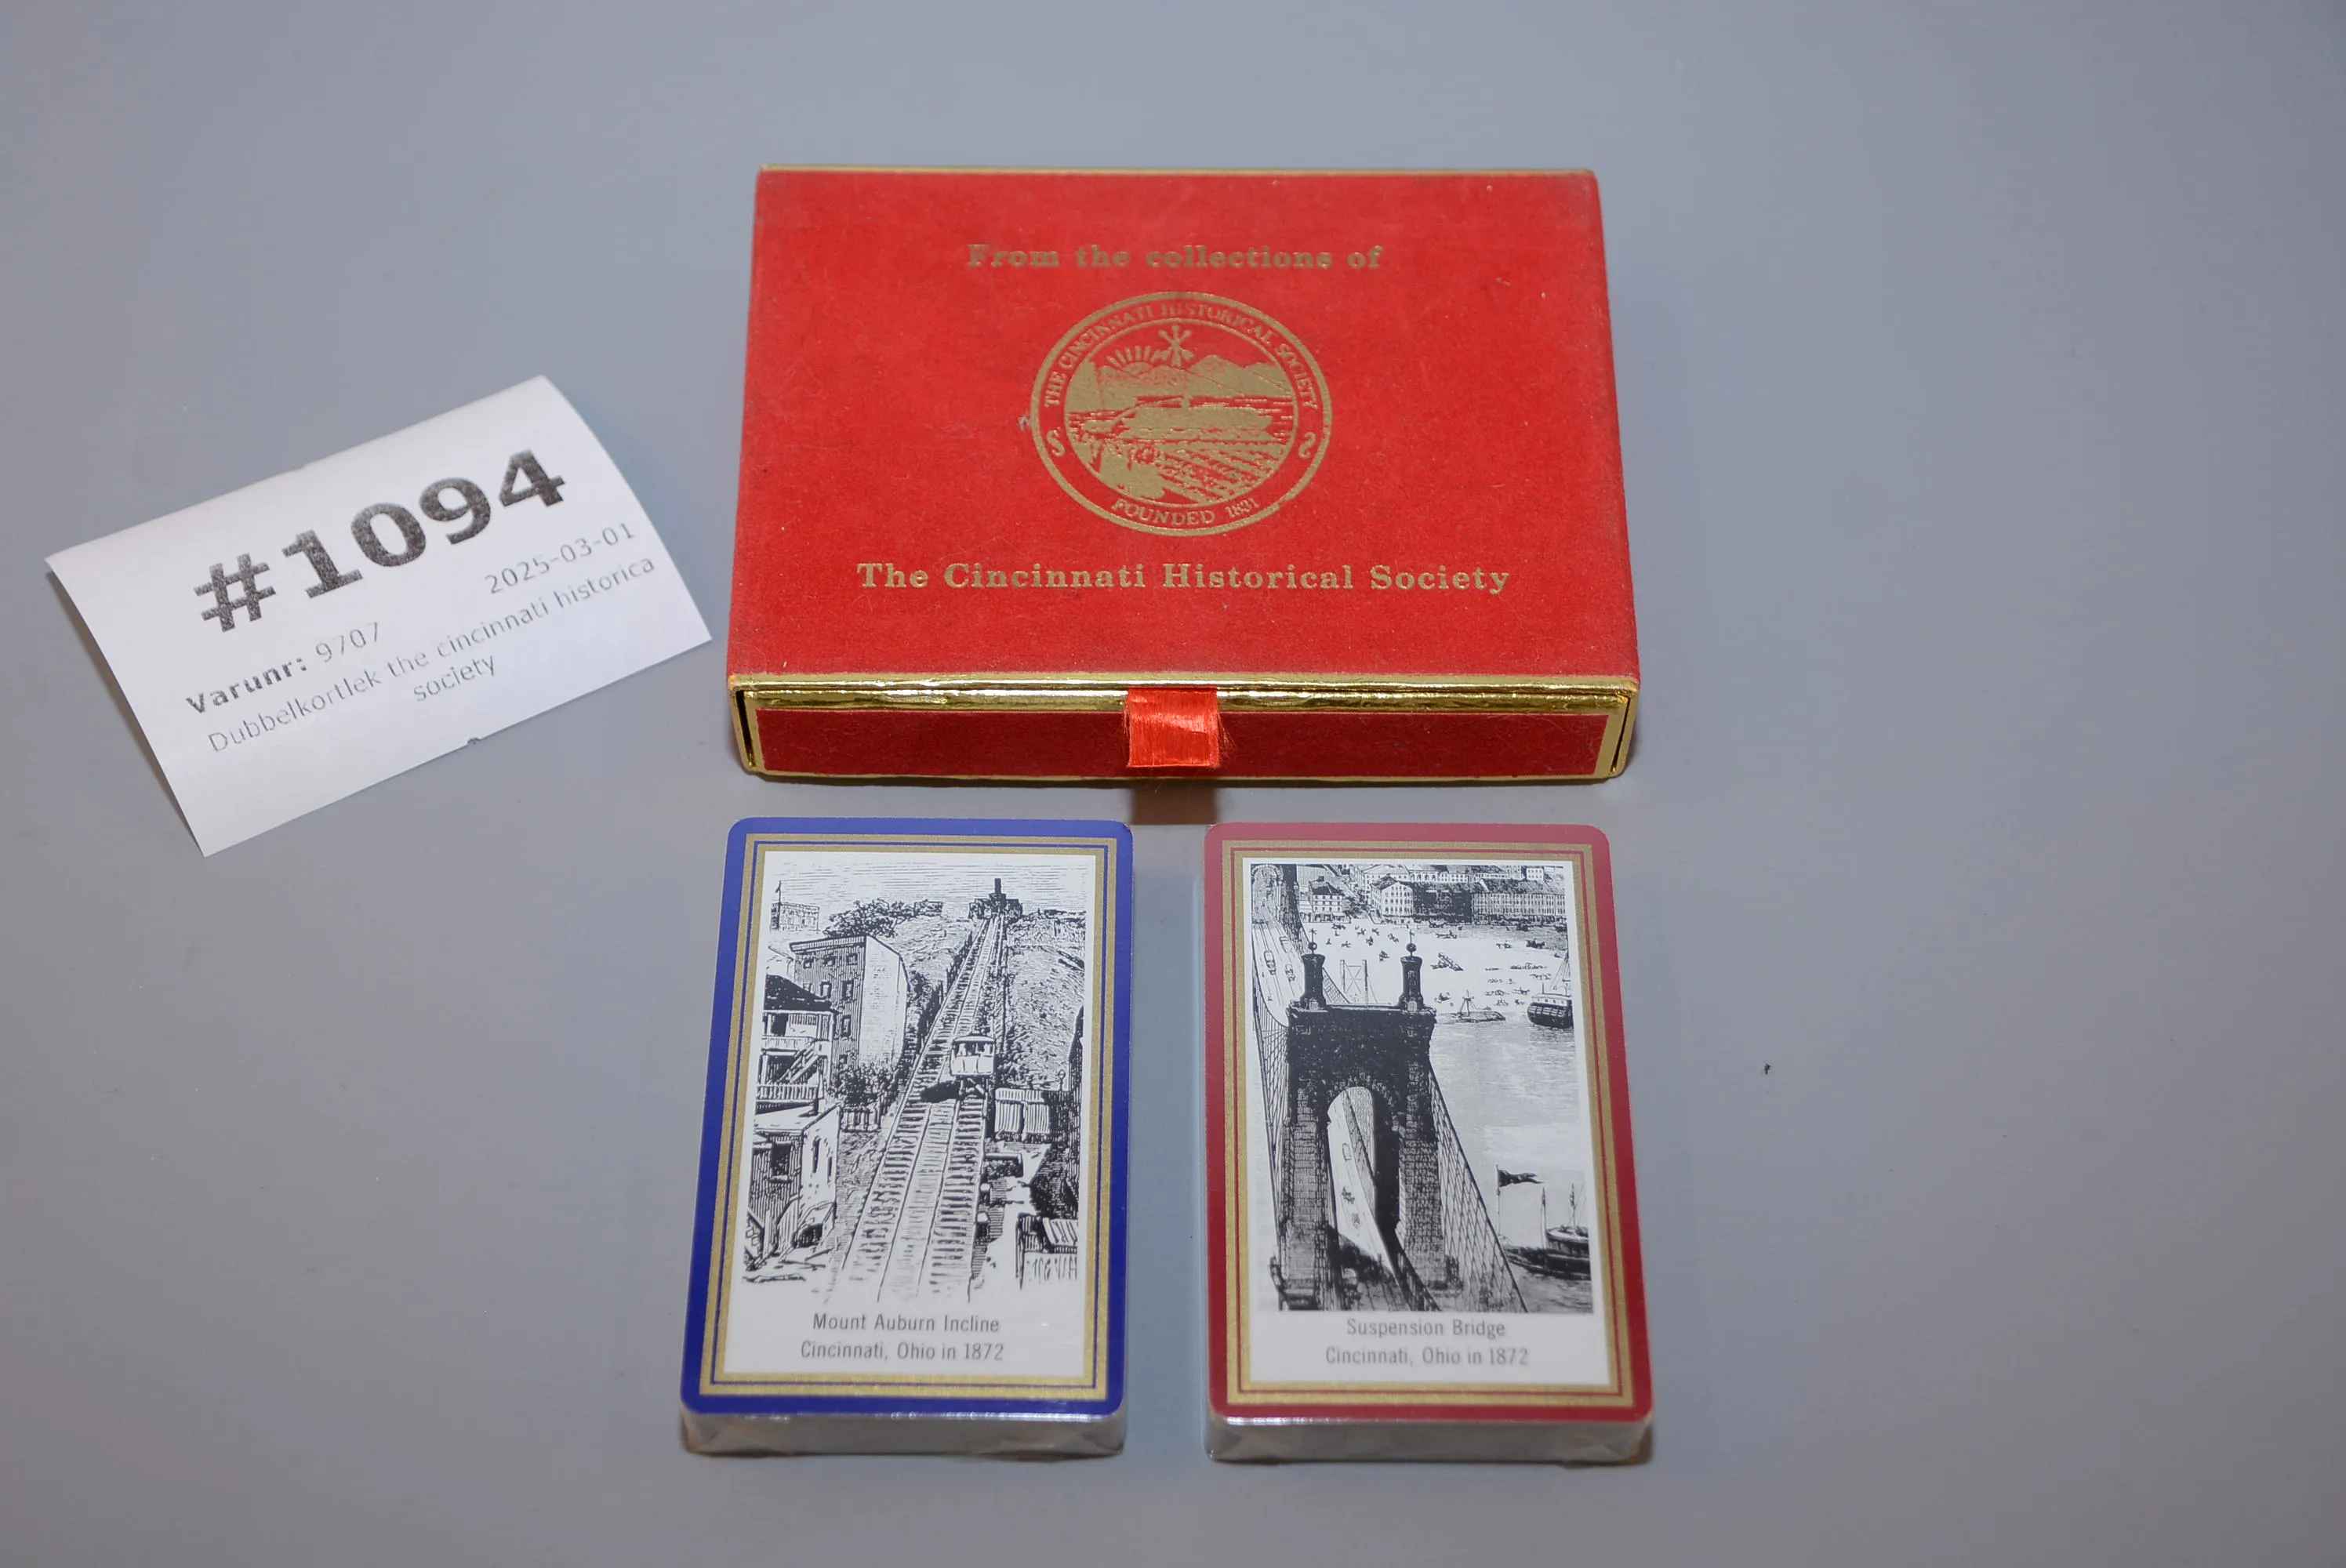 #1094
2025-03-01
Varunr: 9707
Dubbelkortlek the cincinnati historica
society
From the collections of
THE CINCINNATI HISTORICAL SOCIETY
FOUNDED 1831
The Cincinnati Historical Society
Mount Auburn Incline
Cincinnati, Ohio in 1872
Suspension Bridge
Cincinnati, Ohio in 1872